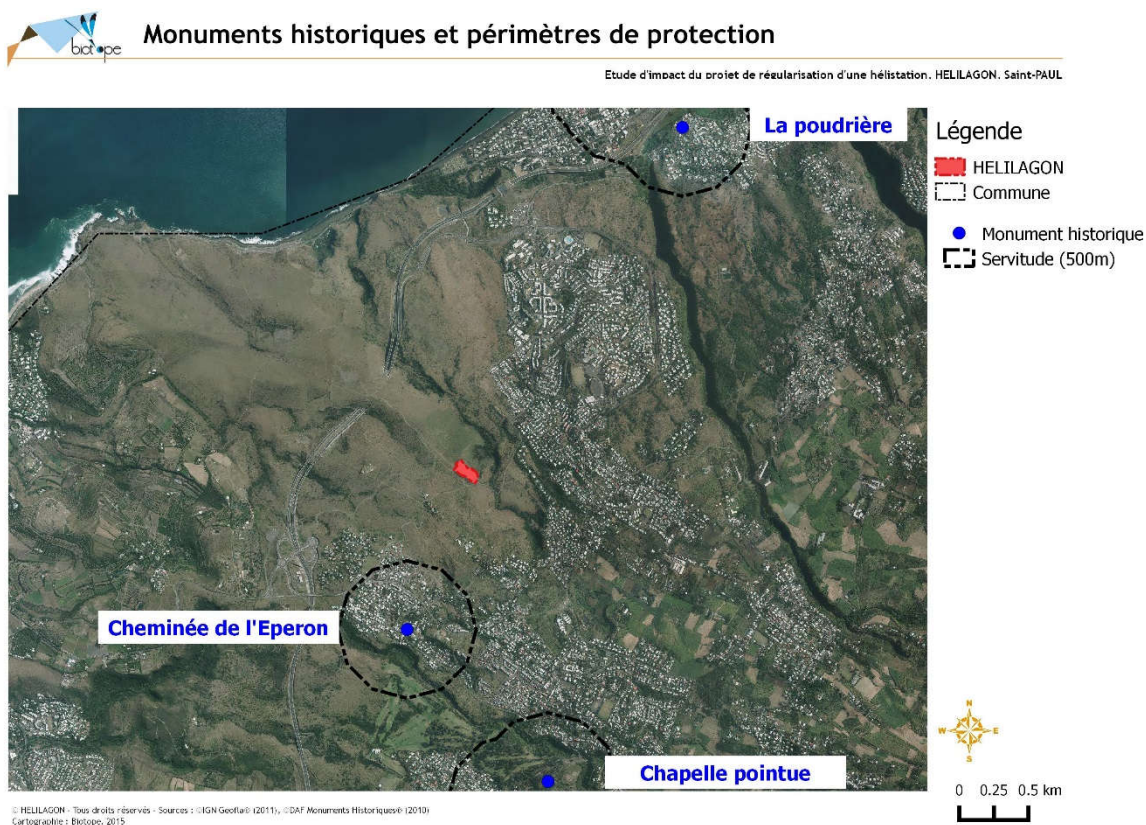 biotope
Monuments historiques et périmètres de protection
Etude d'impact du projet de régularisation d'une hélistation. HELILAGON. Saint-PAUL
La poudrière
Légende
HELILAGON
Commune
Monument historique
Servitude (500m)
Cheminée de l'Eperon
Chapelle pointue
N
W E
S
0 0.25 0.5 km
© HELILAGON - Tous droits réservés - Sources : ©IGN Geofla® (2011), ©DAF Monuments Historiques® (2010)
Cartographie : Biotope, 2015